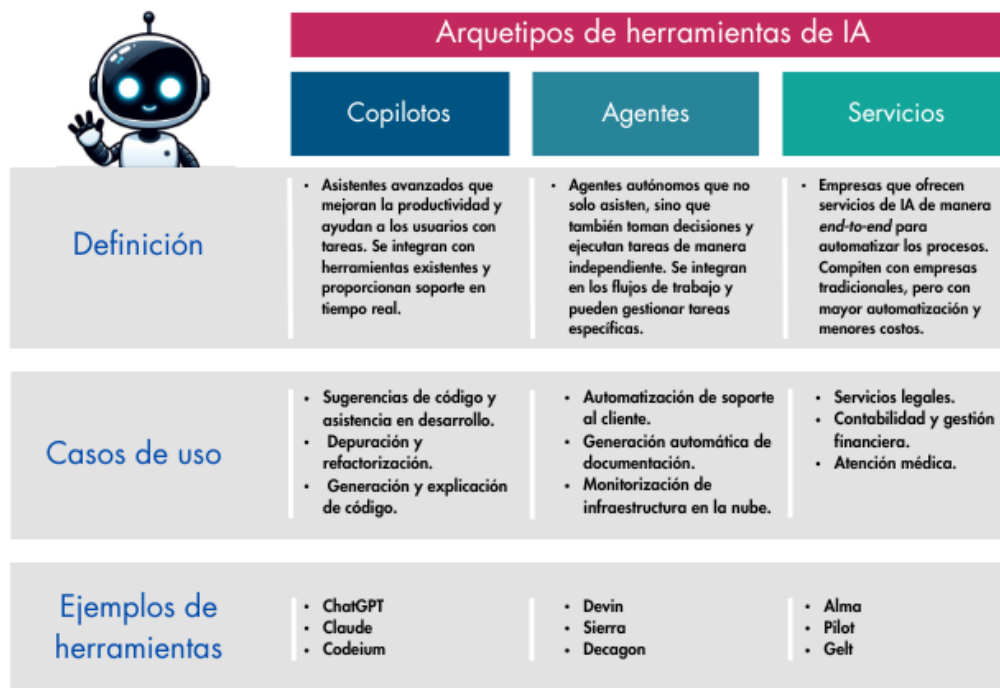 Arquetipos de herramientas de IA
Copilotos
Agentes
Servicios
Definición
• Asistentes avanzados que
mejoran la productividad y
ayudan a los usuarios con
tareas. Se integran con
herramientas existentes y
proporcionan soporte en
tiempo real.
• Agentes autónomos que no
solo asisten, sino que
también toman decisiones y
ejecutan tareas de manera
independiente. Se integran
en los flujos de trabajo y
pueden gestionar tareas
específicas.
• Empresas que ofrecen
servicios de IA de manera
end-to-end para
automatizar los procesos.
Compiten con empresas
tradicionales, pero con
mayor automatización y
menores costos.
Casos de uso
• Sugerencias de código y
asistencia en desarrollo.
• Depuración y
refactorización.
• Generación y explicación
de código.
• Automatización de soporte
al cliente.
• Generación automática de
documentación.
• Monitorización de
infraestructura en la nube.
• Servicios legales.
• Contabilidad y gestión
financiera.
• Atención médica.
Ejemplos de
herramientas
• ChatGPT
• Claude
• Codeium
• Devin
• Sierra
• Decagon
• Alma
• Pilot
• Gelt